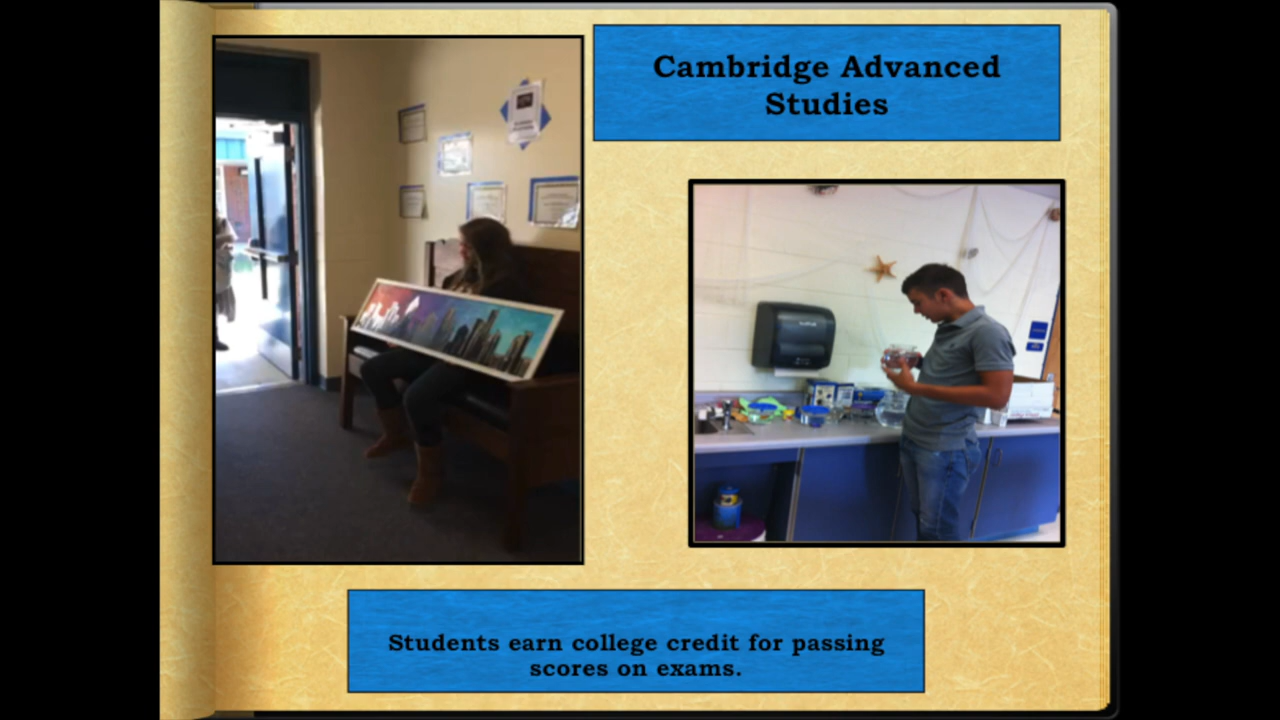 Cambridge Advanced
Studies
Students earn college credit for passing
scores on exams.